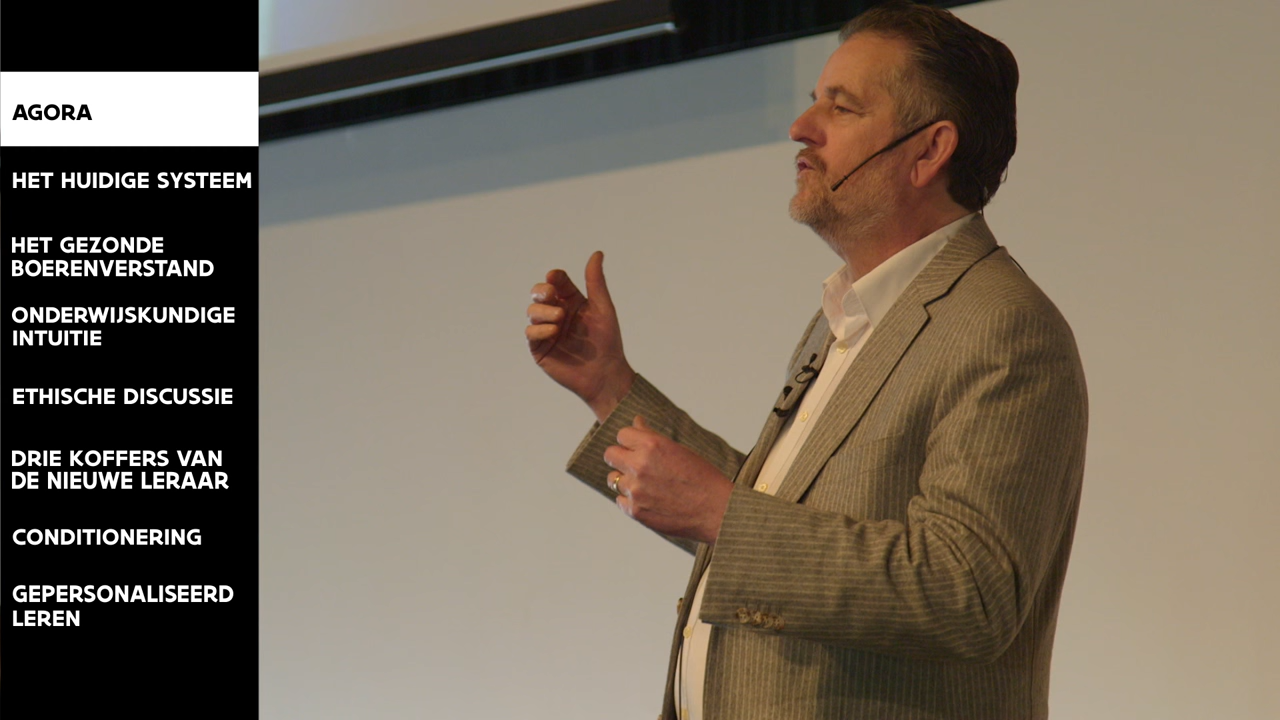 AGORA
HET HUIDIGE SYSTEEM
HET GEZONDE
BOERENVERSTAND
ONDERWIJSKUNDIGE
INTUITIE
ETHISCHE DISCUSSIE
DRIE KOFFERS VAN
DE NIEUWE LERAAR
CONDITIONERING
GEPERSONALISEERD
LEREN